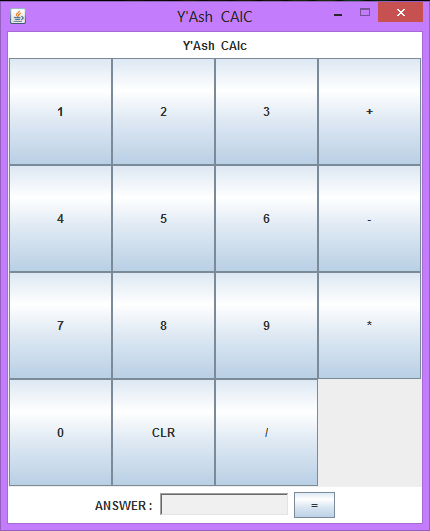 Y'Ash CAlC
Y'Ash CAlc
1 2 3 +
4 5 6 -
7 8 9 *
0 CLR /
ANSWER : =